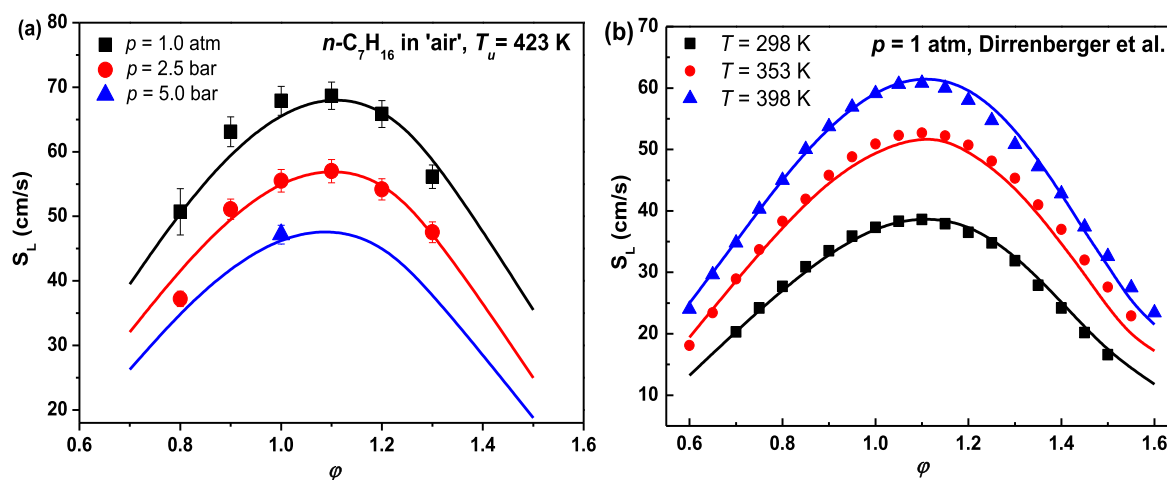 (a)
n-C7H16 in 'air', Tu = 423 K
p = 1.0 atm
p = 2.5 bar
p = 5.0 bar
SL (cm/s)
80
70
60
50
40
30
20
0.6 0.8 1.0 1.2 1.4 1.6
φ
(b)
p = 1 atm, Dirrenberger et al.
T = 298 K
T = 353 K
T = 398 K
SL (cm/s)
70
60
50
40
30
20
10
0.6 0.8 1.0 1.2 1.4 1.6
φ